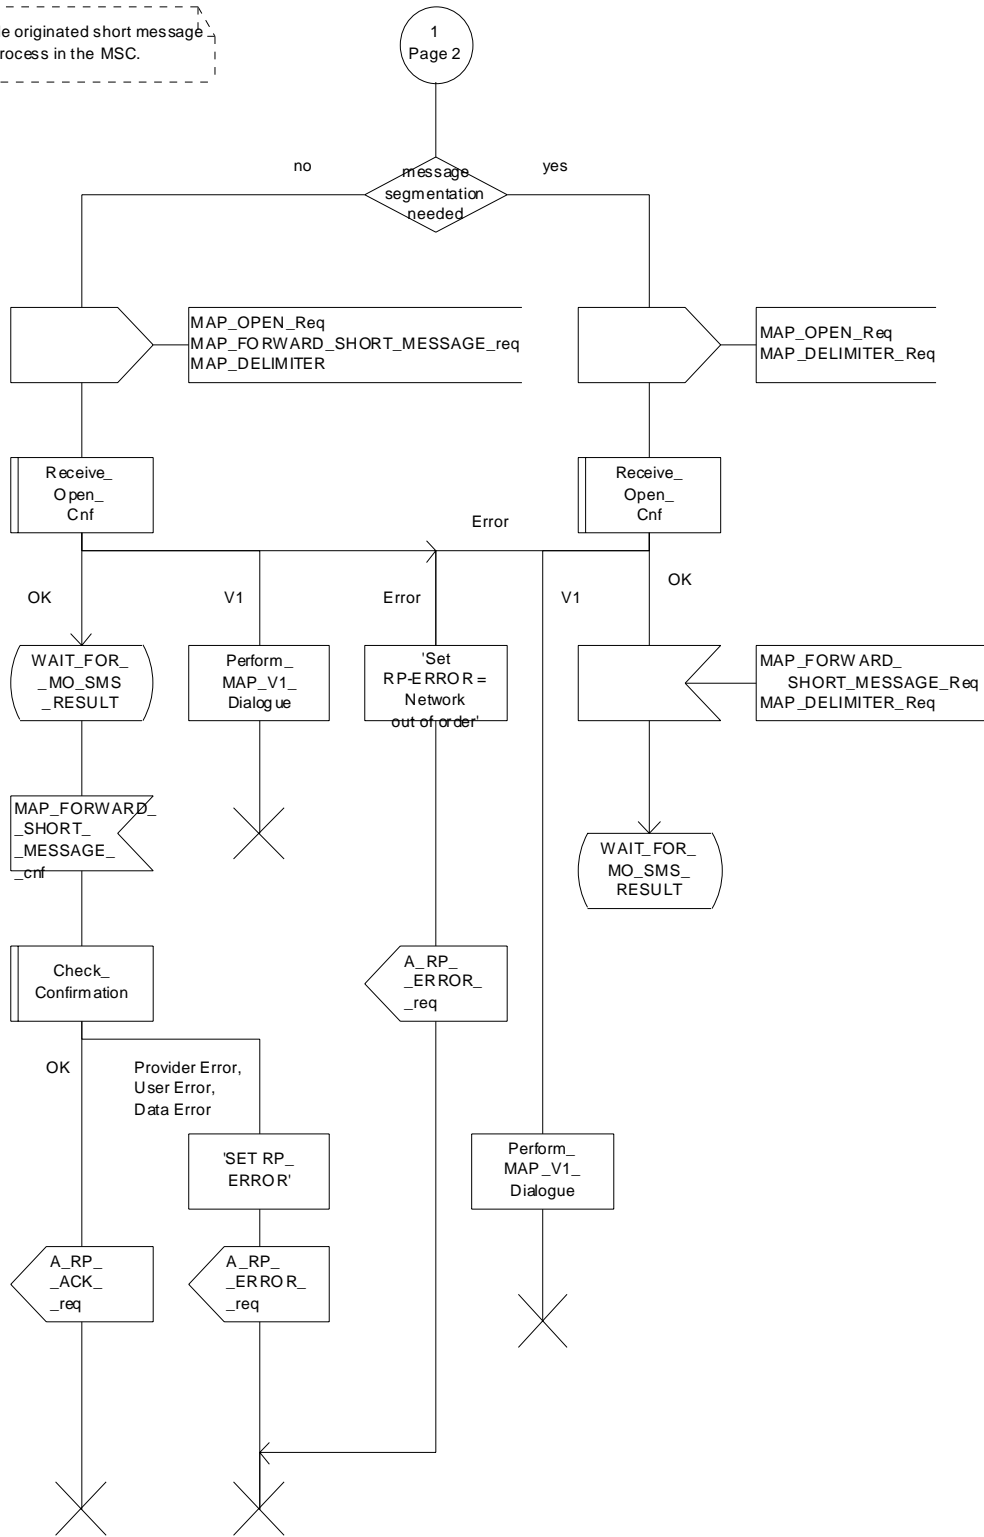 e originated short message
rocess in the MSC.
1
Page 2
no
message
segmentation
needed
yes
MAP_OPEN_Req
MAP_FORWARD_SHORT_MESSAGE_req
MAP_DELIMITER
MAP_OPEN_Req
MAP_DELIMITER_Req
Receive_
Open_
Cnf
Receive_
Open_
Cnf
Error
OK
V1
Error
V1
OK
WAIT_FOR_
_MO_SMS
_RESULT
Perform_
MAP_V1_
Dialogue
'Set
RP-ERROR =
Network
out of order'
MAP_FORWARD_
SHORT_MESSAGE_Req
MAP_DELIMITER_Req
MAP_FORWARD_
_SHORT_
_MESSAGE_
_cnf
WAIT_FOR_
MO_SMS_
RESULT
Check_
Confirmation
A_RP_
_ERROR_
_req
OK
Provider Error,
User Error,
Data Error
'SET RP_
ERROR'
Perform_
MAP_V1_
Dialogue
A_RP_
_ACK_
_req
A_RP_
_ERROR_
_req